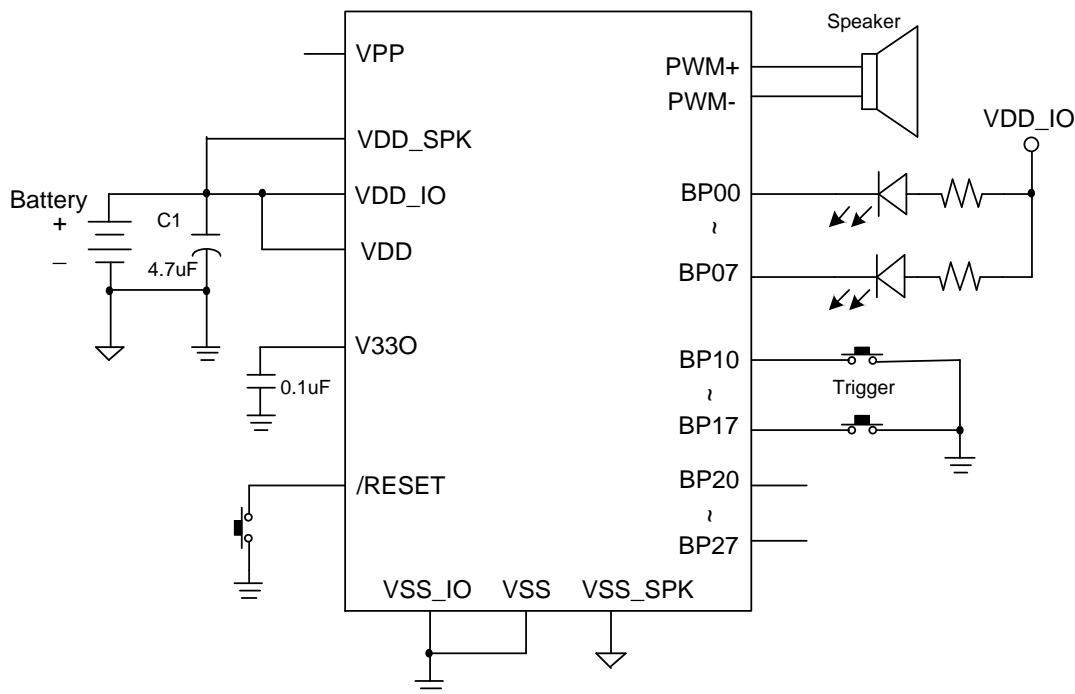 Speaker
VPP
PWM+
PWM-
VDD_IO
VDD_SPK
Battery
+
–
C1
4.7uF
VDD_IO
VDD
BP00
~
BP07
V33O
0.1uF
BP10
~
Trigger
BP17
/RESET
BP20
~
BP27
VSS_IO VSS VSS_SPK